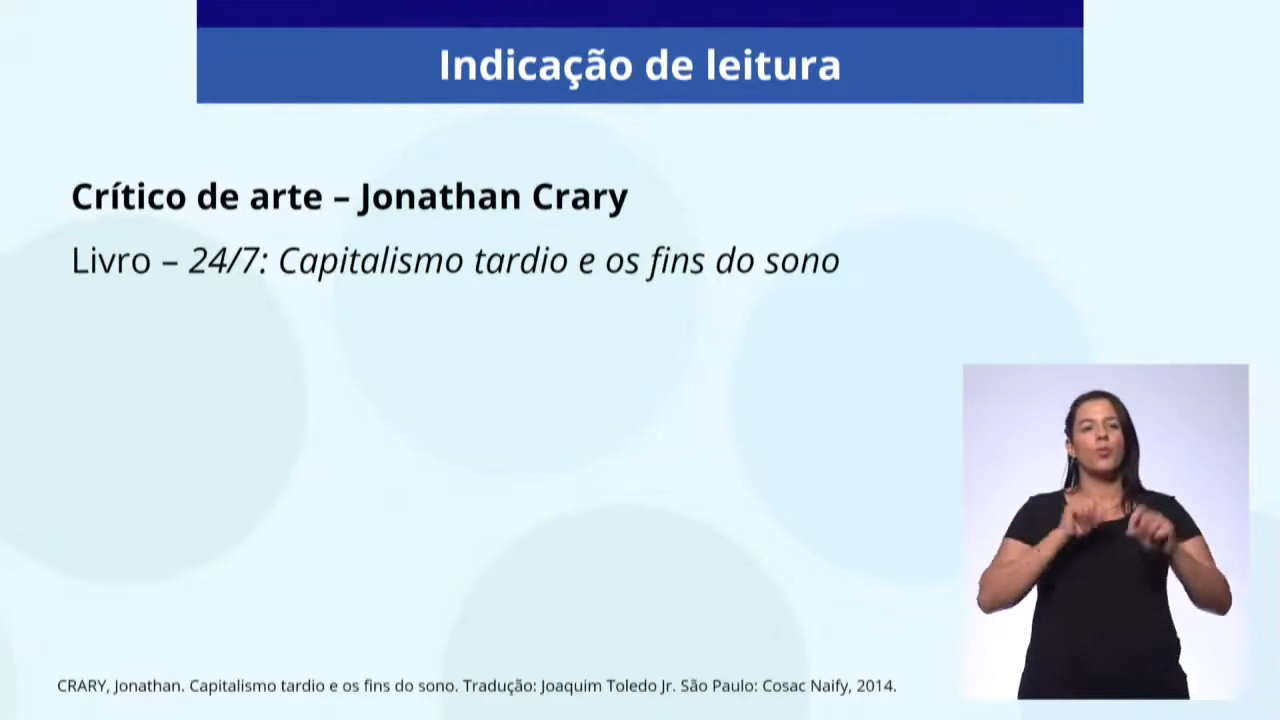 Indicação de leitura
Crítico de arte – Jonathan Crary
Livro – 24/7: Capitalismo tardio e os fins do sono
CRARY, Jonathan. Capitalismo tardio e os fins do sono. Tradução: Joaquim Toledo Jr. São Paulo: Cosac Naify, 2014.